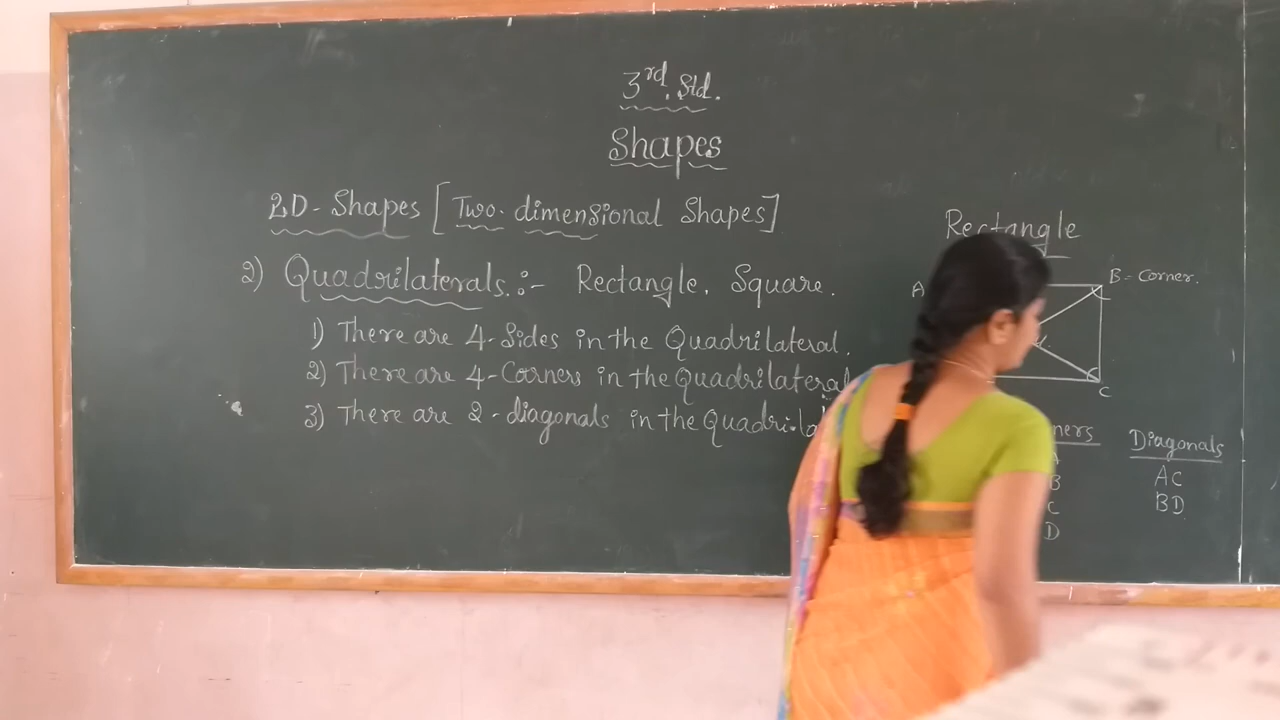 3rd. Std.
Shapes
2D- Shapes [Two- dimensional Shapes]
2) Quadrilaterals.:- Rectangle, Square.
1) There are 4-Sides in the Quadrilateral.
2) There are 4-Corners in the Quadrilateral
3) There are 2-diagonals in the
Rectangle
A
B = Corner.
C
Diagonals
A
AC
B
BD
C
D